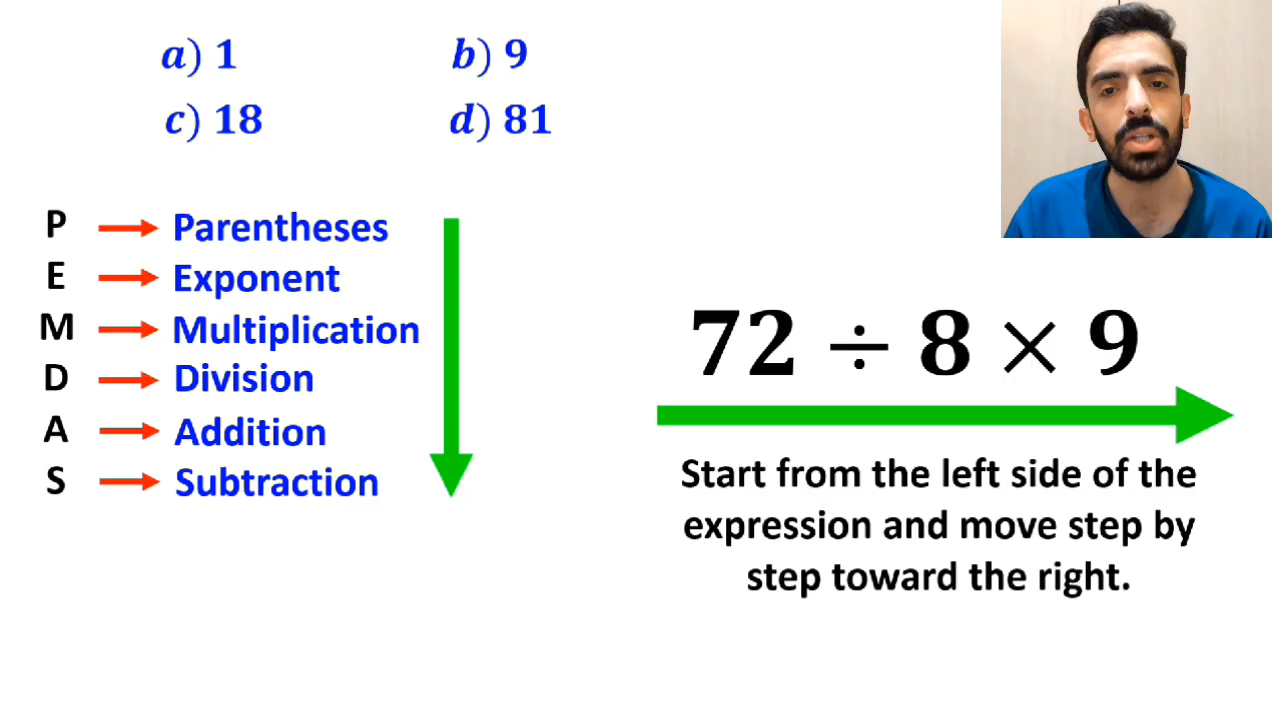 a) 1 b) 9
c) 18 d) 81
P Parentheses
E Exponent
M Multiplication
D Division
A Addition
S Subtraction
72 ÷ 8 × 9
Start from the left side of the
expression and move step by
step toward the right.